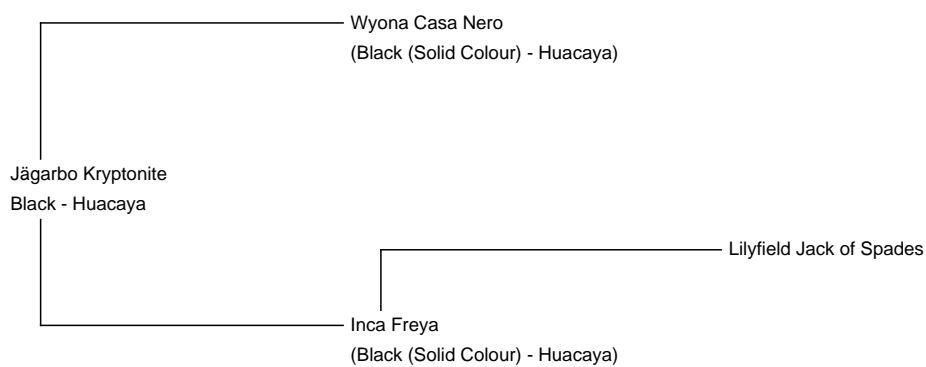 Wyona Casa Nero
(Black (Solid Colour) - Huacaya)
Jägarbo Kryptonite
Black - Huacaya
Lilyfield Jack of Spades
Inca Freya
(Black (Solid Colour) - Huacaya)